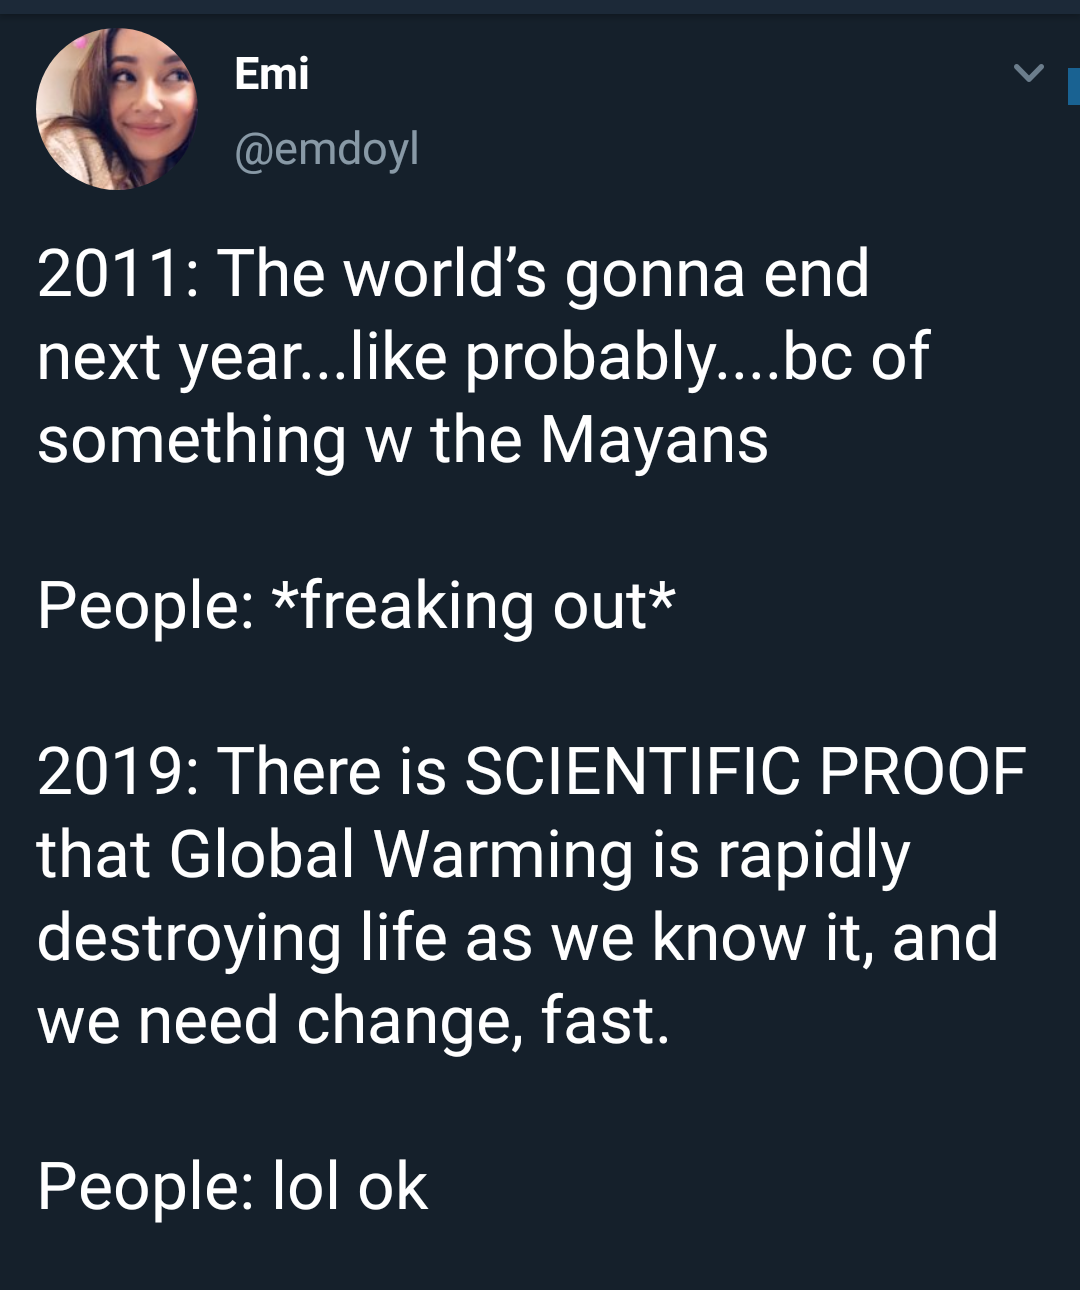 Emi
@emdoyl
2011: The world’s gonna end
next year...like probably....bc of
something w the Mayans
People: *freaking out*
2019: There is SCIENTIFIC PROOF
that Global Warming is rapidly
destroying life as we know it, and
we need change, fast.
People: lol ok